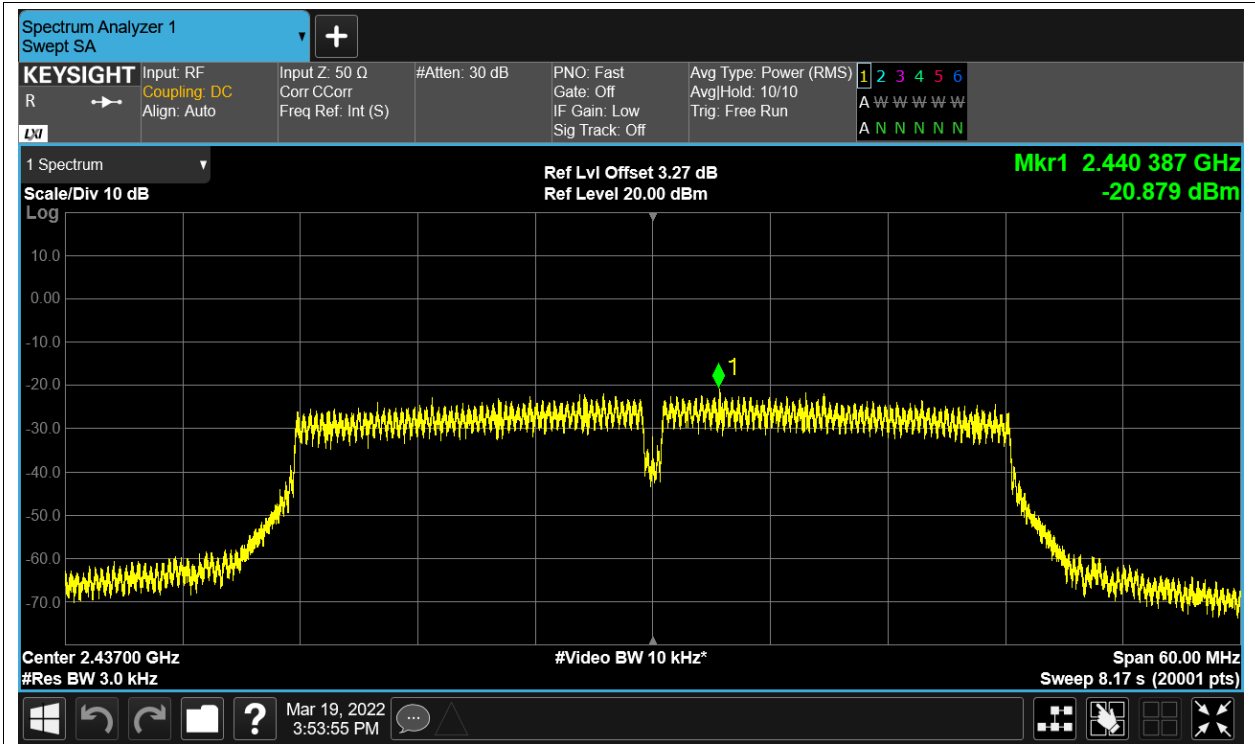 Spectrum Analyzer 1
Swept SA
+
KEYSIGHT
R
LXI
Input: RF
Coupling: DC
Align: Auto
Input Z: 50 Ω
Corr CCorr
Freq Ref: Int (S)
#Atten: 30 dB
PNO: Fast
Gate: Off
IF Gain: Low
Sig Track: Off
Avg Type: Power (RMS)
Avg|Hold: 10/10
Trig: Free Run
1 2 3 4 5 6
A W W W W W
A N N N N N
1 Spectrum
Scale/Div 10 dB
Log
Ref Lvl Offset 3.27 dB
Ref Level 20.00 dBm
Mkr1 2.440 387 GHz
-20.879 dBm
10.0
0.00
-10.0
-20.0
-30.0
-40.0
-50.0
-60.0
-70.0
1
Center 2.43700 GHz
#Res BW 3.0 kHz
#Video BW 10 kHz*
Span 60.00 MHz
Sweep 8.17 s (20001 pts)
?
Mar 19, 2022
3:53:55 PM